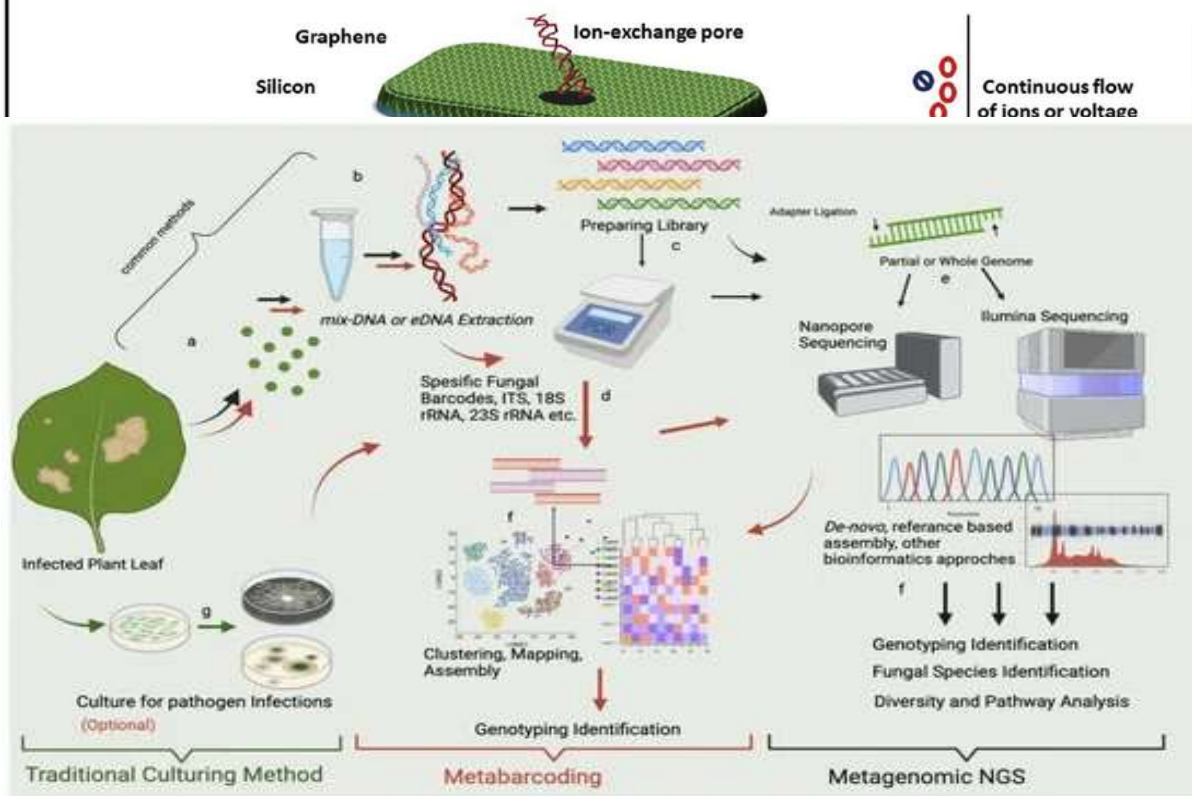 Graphene
Ion-exchange pore
Silicon
Continuous flow
of ions or voltage
common methods
b
Preparing Library
c
Adapter Ligation
Partial or Whole Genome
e
mix-DNA or eDNA Extraction
a
Nanopore
Sequencing
Ilumina Sequencing
Spesific Fungal
Barcodes, ITS, 18S
rRNA, 23S rRNA etc.
d
Infected Plant Leaf
f
De-novo, referance based
assembly, other
bioinformatics approches
f
g
Clustering, Mapping,
Assembly
Genotyping Identification
Fungal Species Identification
Diversity and Pathway Analysis
Culture for pathogen Infections
(Optional)
Genotyping Identification
Traditional Culturing Method
Metabarcoding
Metagenomic NGS